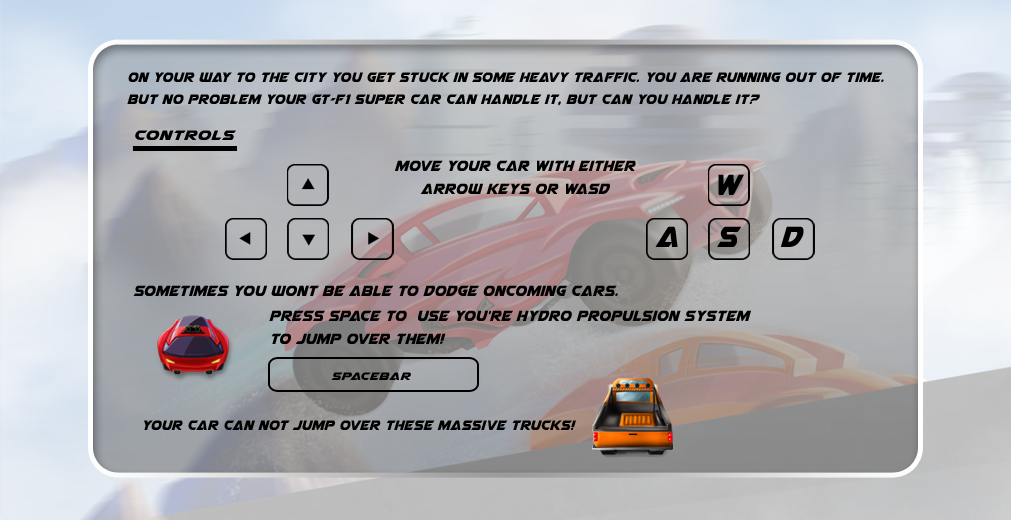 ON YOUR WAY TO THE CITY YOU GET STUCK IN SOME HEAVY TRAFFIC. YOU ARE RUNNING OUT OF TIME.
BUT NO PROBLEM YOUR GT-F1 SUPER CAR CAN HANDLE IT, BUT CAN YOU HANDLE IT?
CONTROLS
MOVE YOUR CAR WITH EITHER
ARROW KEYS OR WASD
W
A S D
SOMETIMES YOU WONT BE ABLE TO DODGE ONCOMING CARS.
PRESS SPACE TO USE YOU'RE HYDRO PROPULSION SYSTEM
TO JUMP OVER THEM!
SPACEBAR
YOUR CAR CAN NOT JUMP OVER THESE MASSIVE TRUCKS!